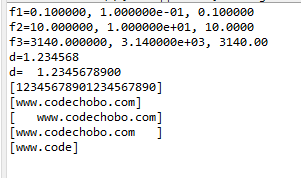 f1=0.100000, 1.000000e-01, 0.100000
f2=10.000000, 1.000000e+01, 10.0000
f3=3140.000000, 3.140000e+03, 3140.00
d=1.234568
d=  1.2345678900
[12345678901234567890]
[www.codechobo.com]
[   www.codechobo.com]
[www.codechobo.com   ]
[www.code]